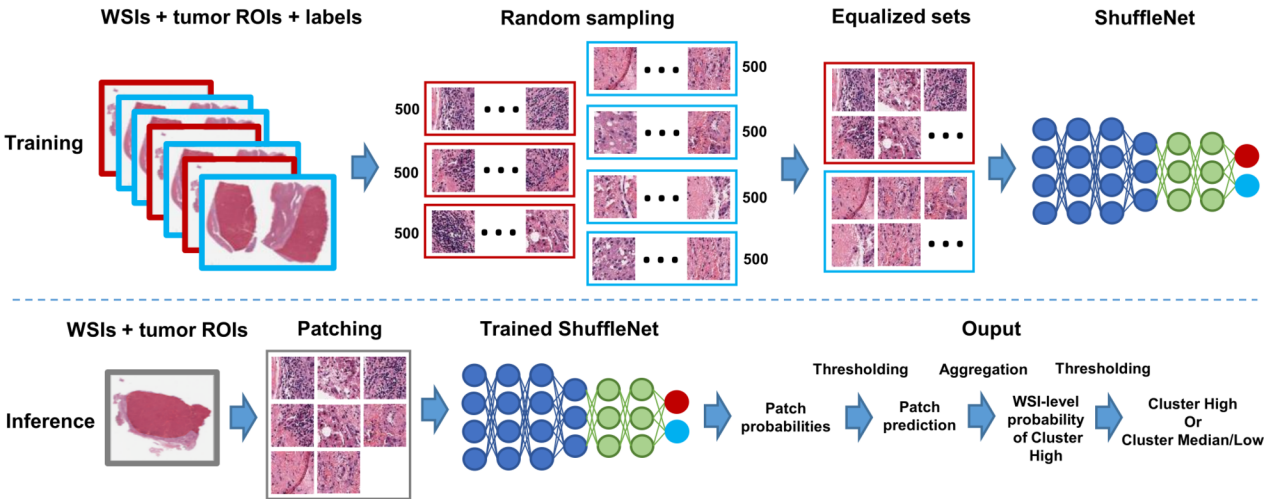 WSIs + tumor ROIs + labels
Random sampling
Equalized sets
ShuffleNet
Training
500
500
500
500
500
500
500
WSIs + tumor ROIs
Patching
Trained ShuffleNet
Ouput
Inference
Thresholding
Aggregation
Thresholding
Patch
probabilities
Patch
prediction
WSI-level
probability
of Cluster
High
Cluster High
Or
Cluster Median/Low